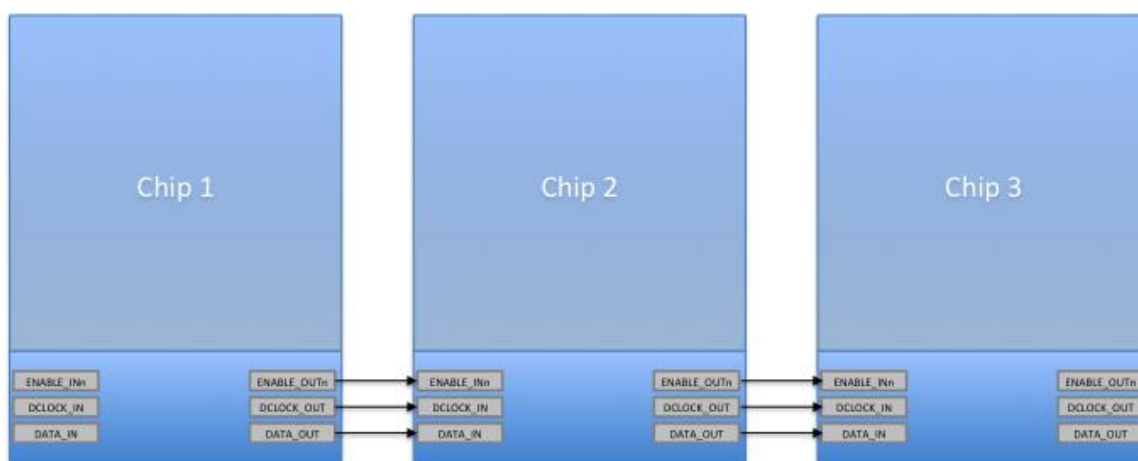 Chip 1 Chip 2 Chip 3
ENABLE_INn ENABLE_OUTn ENABLE_INn ENABLE_OUTn ENABLE_INn ENABLE_OUTn
DCLOCK_IN DCLOCK_OUT DCLOCK_IN DCLOCK_OUT DCLOCK_IN DCLOCK_OUT
DATA_IN DATA_OUT DATA_IN DATA_OUT DATA_IN DATA_OUT